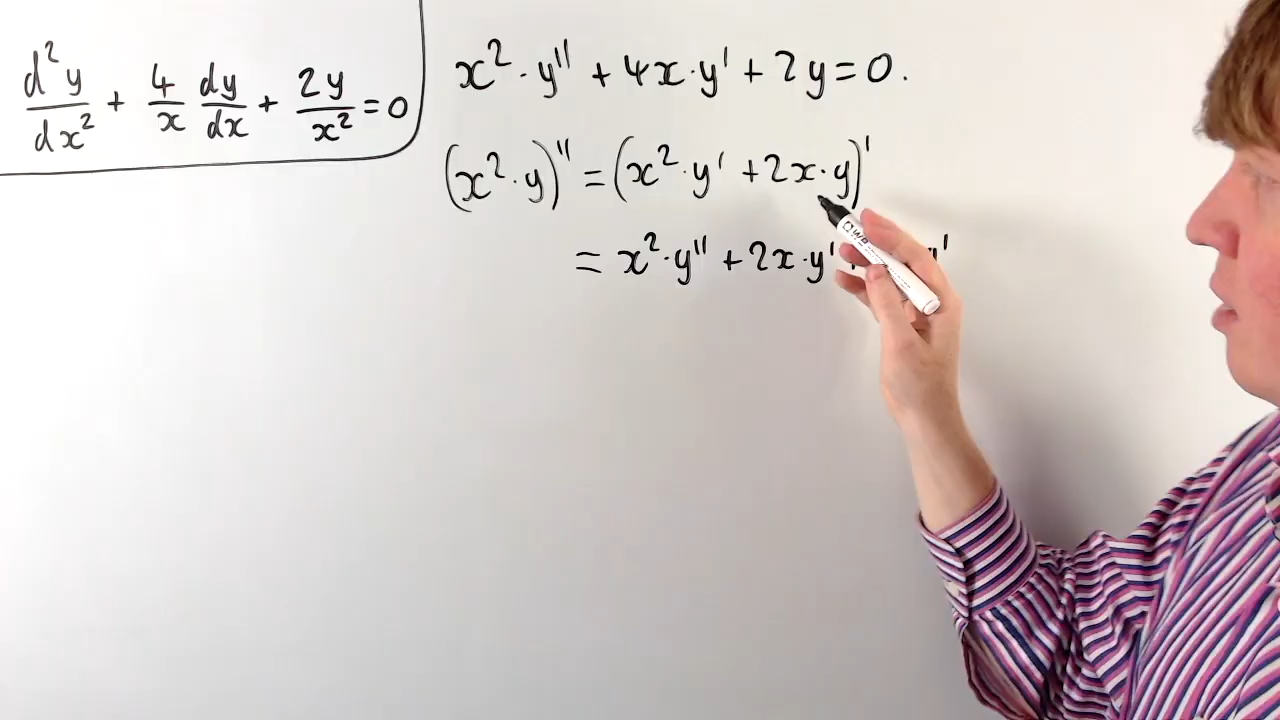 d²y/dx² + 4/x dy/dx + 2y/x² = 0
x² · y'' + 4x · y' + 2y = 0.
(x² · y)'' = (x² · y' + 2x · y)'
= x² · y'' + 2x · y' y'